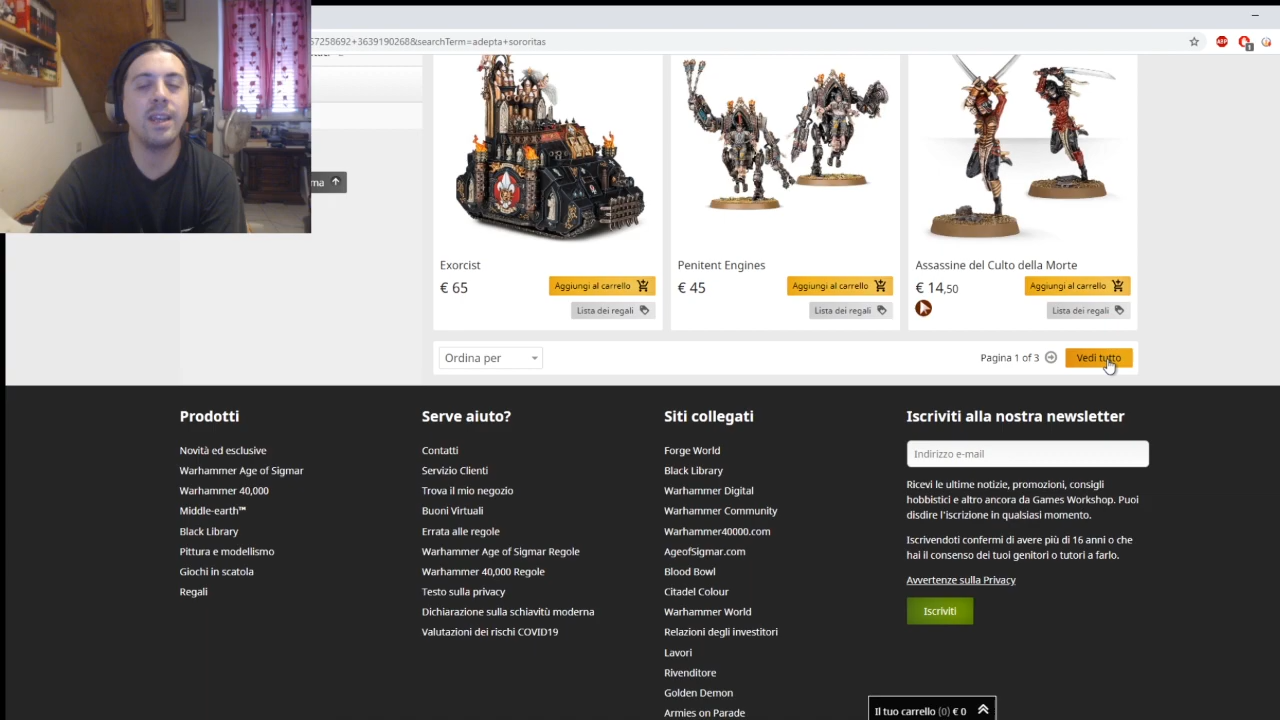 57258692+3639190268&searchTerm=adepta+sororitas
ABP
1
ma
Exorcist
€ 65
Aggiungi al carrello
Lista dei regali
Penitent Engines
€ 45
Aggiungi al carrello
Lista dei regali
Assassine del Culto della Morte
€ 14,50
Aggiungi al carrello
Lista dei regali
Ordina per
Pagina 1 of 3
Vedi tutto
Prodotti
Novità ed esclusive
Warhammer Age of Sigmar
Warhammer 40,000
Middle-earth™
Black Library
Pittura e modellismo
Giochi in scatola
Regali
Serve aiuto?
Contatti
Servizio Clienti
Trova il mio negozio
Buoni Virtuali
Errata alle regole
Warhammer Age of Sigmar Regole
Warhammer 40,000 Regole
Testo sulla privacy
Dichiarazione sulla schiavitù moderna
Valutazioni dei rischi COVID19
Siti collegati
Forge World
Black Library
Warhammer Digital
Warhammer Community
Warhammer40000.com
AgeofSigmar.com
Blood Bowl
Citadel Colour
Warhammer World
Relazioni degli investitori
Lavori
Rivenditore
Golden Demon
Armies on Parade
Iscriviti alla nostra newsletter
Indirizzo e-mail
Ricevi le ultime notizie, promozioni, consigli
hobbistici e altro ancora da Games Workshop. Puoi
disdire l'iscrizione in qualsiasi momento.
Iscrivendoti confermi di avere più di 16 anni o che
hai il consenso dei tuoi genitori o tutori a farlo.
Avvertenze sulla Privacy
Iscriviti
Il tuo carrello (0) € 0